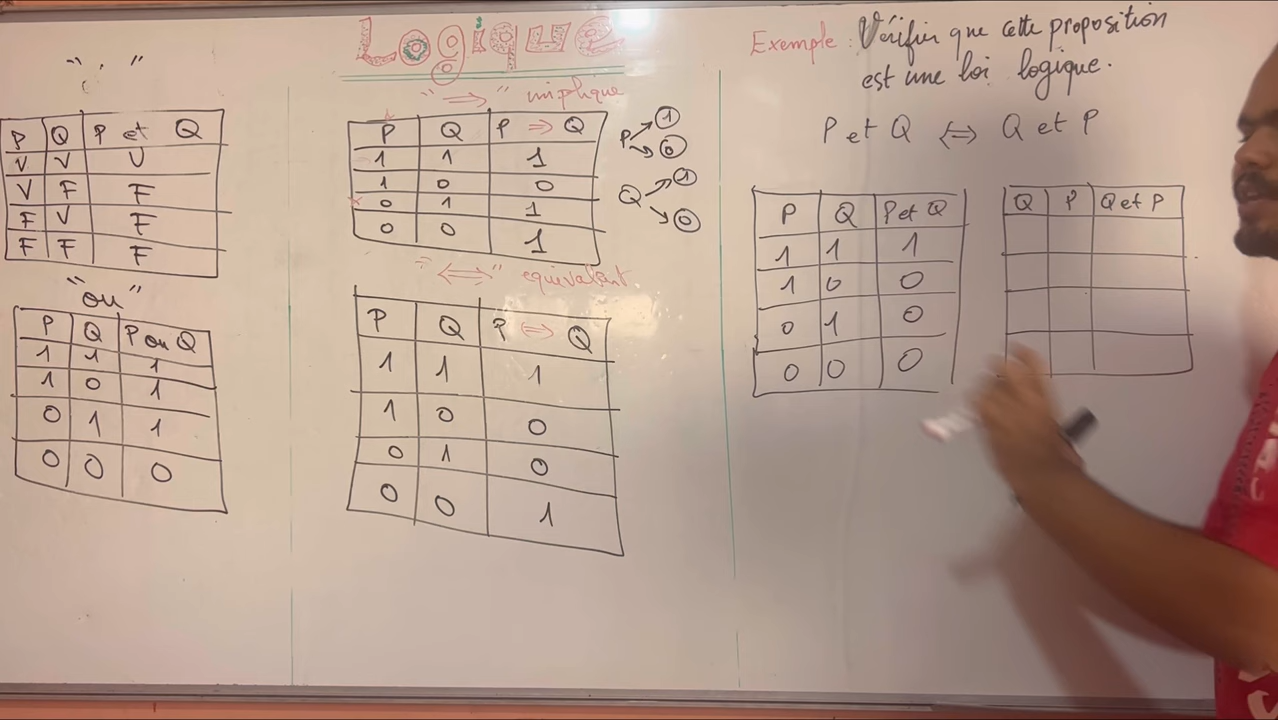 Logique
" . "
P Q P et Q
V V V
V F F
F V F
F F F
"ou"
P Q P ou Q
1 1 1
1 0 1
0 1 1
0 0 0
" ⇒ " implique
P Q P ⇒ Q
1 1 1
1 0 0
0 1 1
0 0 1
P 1
0
Q 1
0
" ⇔ " equivalent
P Q P ⇔ Q
1 1 1
1 0 0
0 1 0
0 0 1
Exemple : Vérifier que cette proposition
est une loi logique.
P et Q ⇔ Q et P
P Q P et Q
1 1 1
1 0 0
0 1 0
0 0 0
Q P Q et P